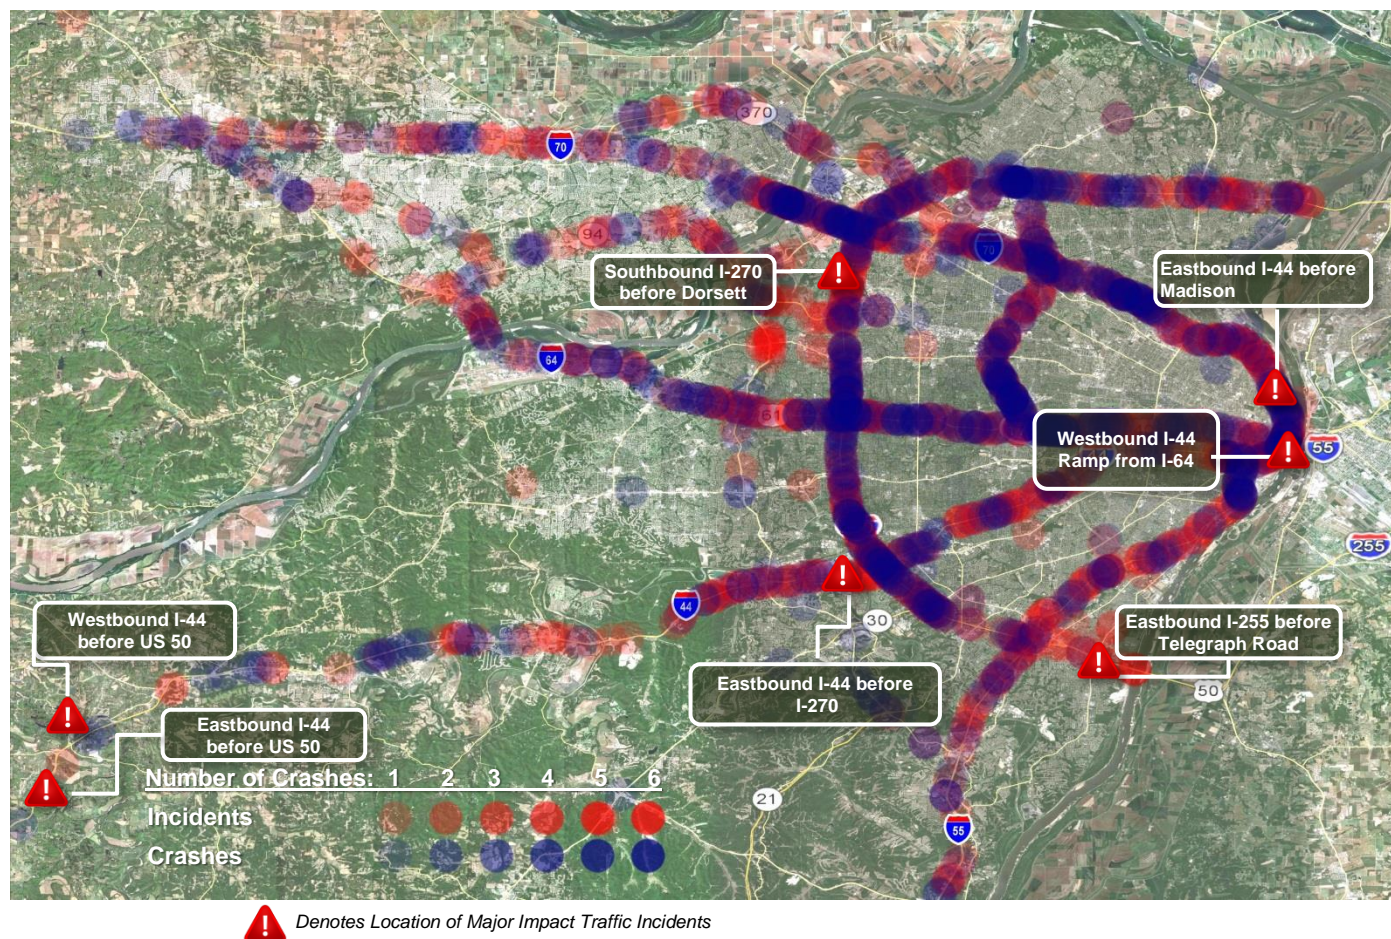 370
70
94
70
Southbound I-270
before Dorsett
Eastbound I-44 before
Madison
64
61
Westbound I-44
Ramp from I-64
55
255
44
30
Westbound I-44
before US 50
Eastbound I-255 before
Telegraph Road
Eastbound I-44 before
I-270
50
Eastbound I-44
before US 50
Number of Crashes: 1 2 3 4 5 6
Incidents
Crashes
21
55
Denotes Location of Major Impact Traffic Incidents